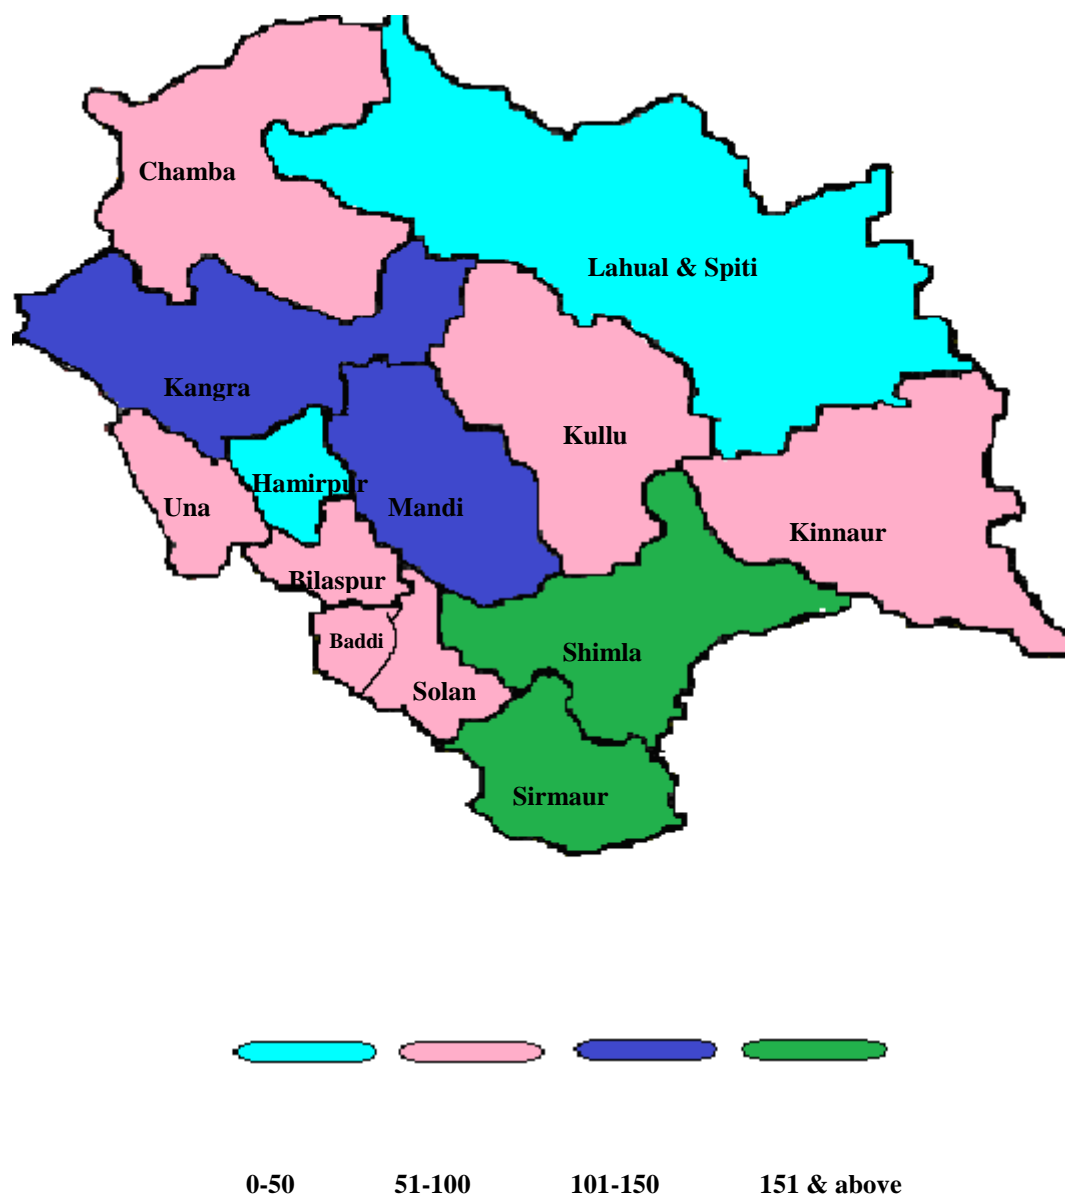 Chamba
Lahual & Spiti
Kangra
Kullu
Hamirpur
Una
Mandi
Kinnaur
Bilaspur
Baddi
Shimla
Solan
Sirmaur
0-50 51-100 101-150 151 & above